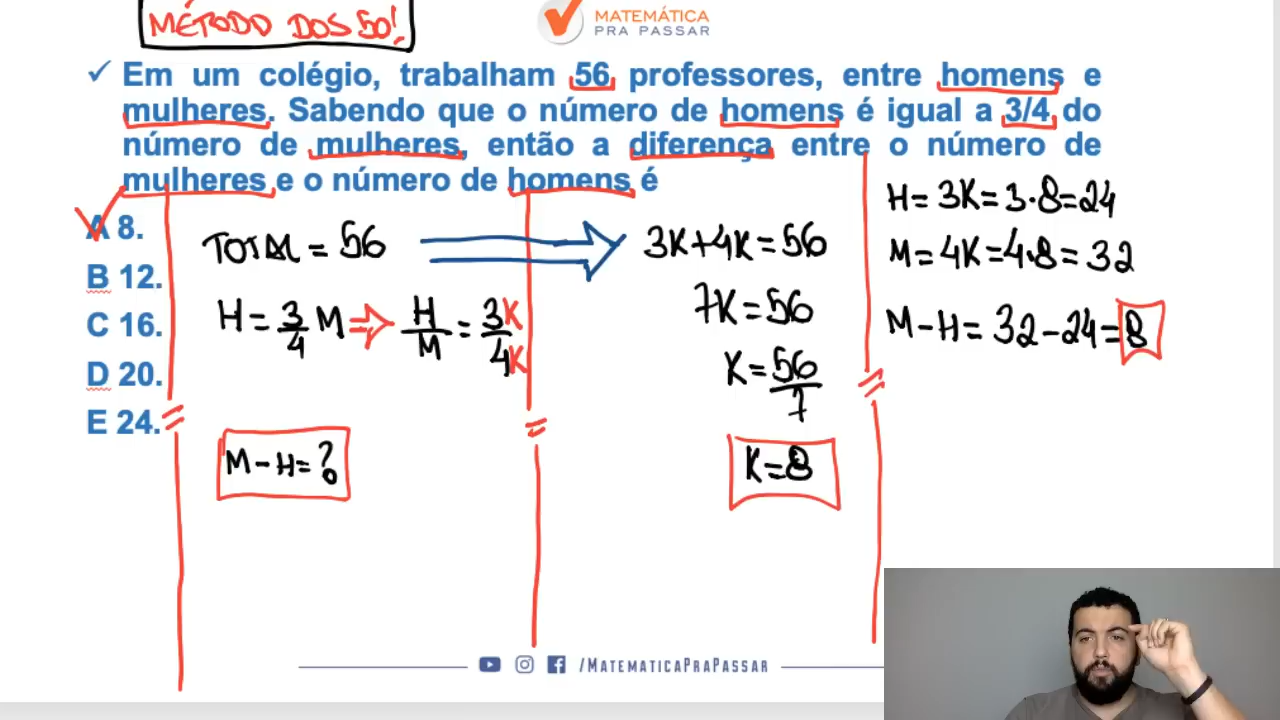 MÉTODO DOS 50!
MATEMÁTICA
PRA PASSAR
✓ Em um colégio, trabalham 56 professores, entre homens e
mulheres. Sabendo que o número de homens é igual a 3/4 do
número de mulheres, então a diferença entre o número de
mulheres e o número de homens é
A 8.
B 12.
C 16.
D 20.
E 24.
TOTAL = 56
H = 3/4 M ⇒ H/M = 3K/4K
M - H = ?
3K + 4K = 56
7K = 56
K = 56/7
K = 8
H = 3K = 3·8 = 24
M = 4K = 4·8 = 32
M - H = 32 - 24 = 8
/MATEMATICAPRAPASSAR